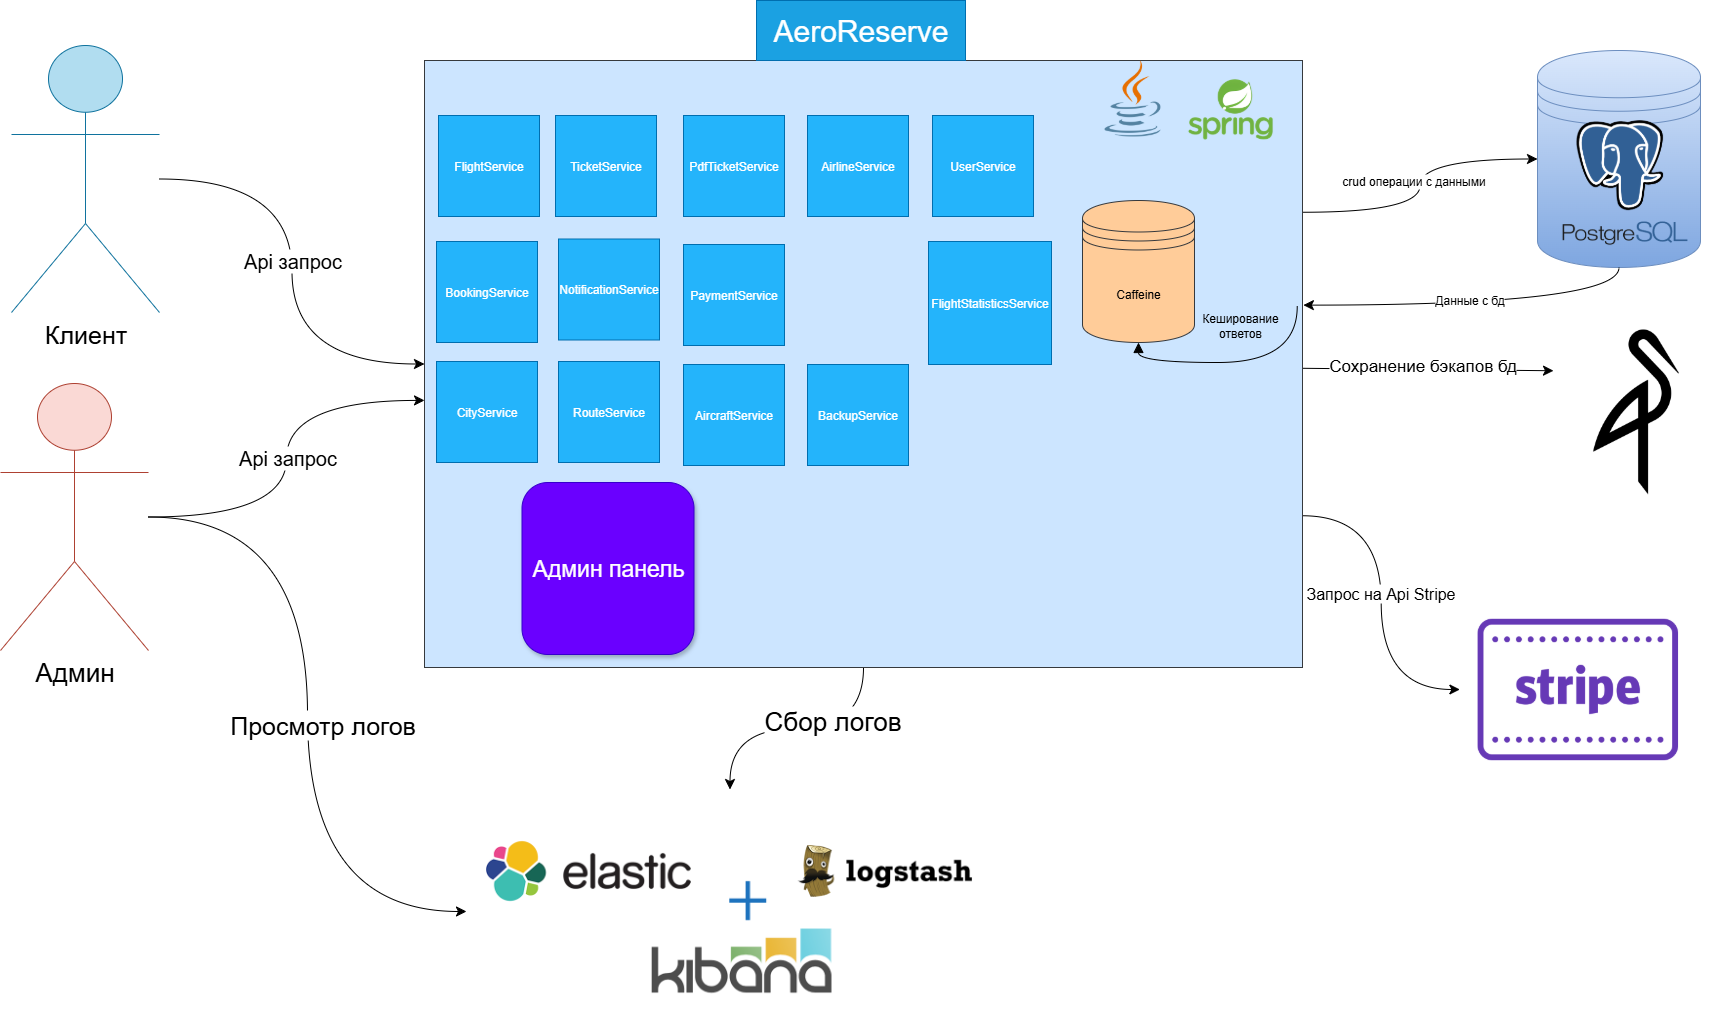 AeroReserve
spring
FlightService
TicketService
PdfTicketService
AirlineService
UserService
crud операции с данными
PostgreSQL
Api запрос
BookingService
NotificationService
PaymentService
FlightStatisticsService
Caffeine
Данные с бд
Кеширование
ответов
Клиент
Сохранение бэкапов бд
CityService
RouteService
AircraftService
BackupService
Api запрос
Админ панель
Запрос на Api Stripe
Админ
stripe
Просмотр логов
Сбор логов
elastic
logstash
kibana